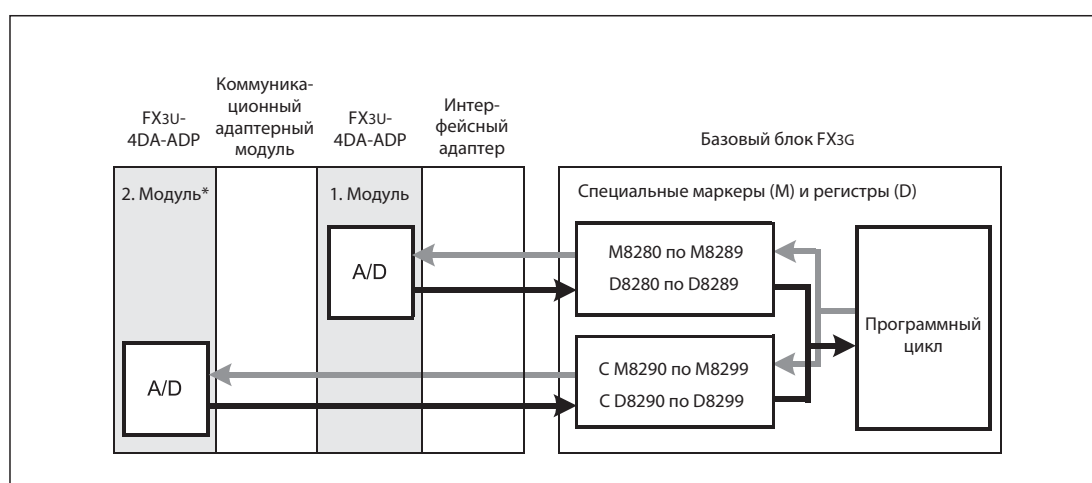 FX3U-
4DA-ADP
Коммуника-
ционный
адаптерный
модуль
FX3U-
4DA-ADP
Интер-
фейсный
адаптер
Базовый блок FX3G
2. Модуль*
1. Модуль
Специальные маркеры (M) и регистры (D)
A/D
M8280 по M8289
D8280 по D8289
Программный
цикл
A/D
С M8290 по M8299
С D8290 по D8299